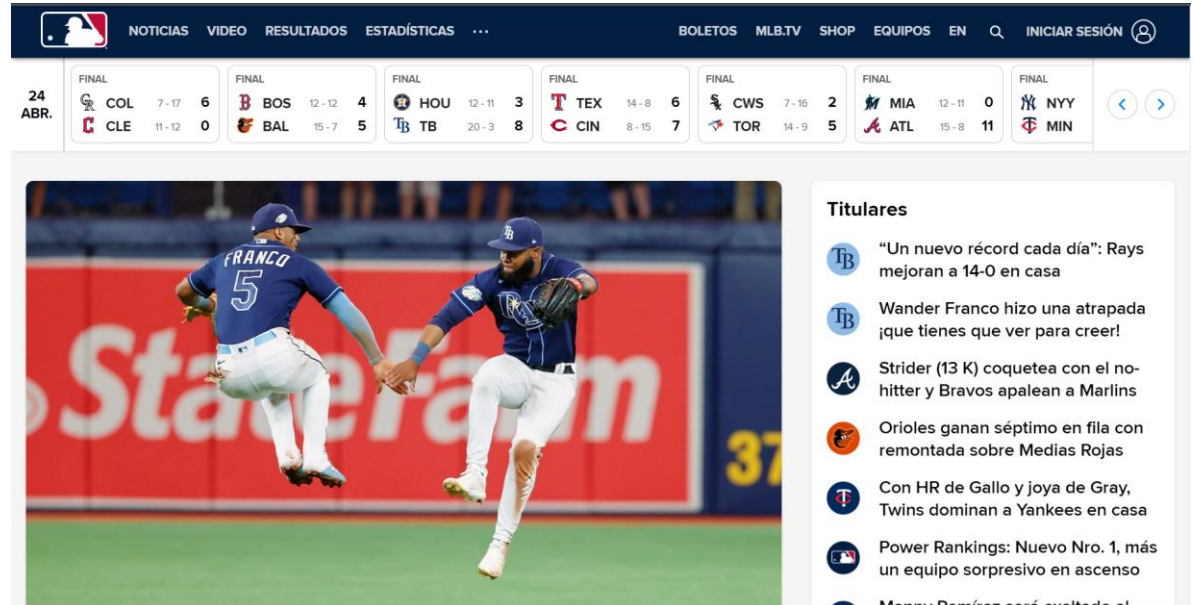 NOTICIAS VIDEO RESULTADOS ESTADÍSTICAS ... BOLETOS MLB.TV SHOP EQUIPOS EN INICIAR SESIÓN
24
ABR.
FINAL
COL 7 - 17 6
CLE 11 - 12 0
FINAL
BOS 12 - 12 4
BAL 15 - 7 5
FINAL
HOU 12 - 11 3
TB 20 - 3 8
FINAL
TEX 14 - 8 6
CIN 8 - 15 7
FINAL
CWS 7 - 16 2
TOR 14 - 9 5
FINAL
MIA 12 - 11 0
ATL 15 - 8 11
FINAL
NYY
MIN
FRANCO
5
StateFarm
37
Titulares
“Un nuevo récord cada día”: Rays
mejoran a 14-0 en casa
Wander Franco hizo una atrapada
¡que tienes que ver para creer!
Strider (13 K) coquetea con el no-
hitter y Bravos apalean a Marlins
Orioles ganan séptimo en fila con
remontada sobre Medias Rojas
Con HR de Gallo y joya de Gray,
Twins dominan a Yankees en casa
Power Rankings: Nuevo Nro. 1, más
un equipo sorpresivo en ascenso